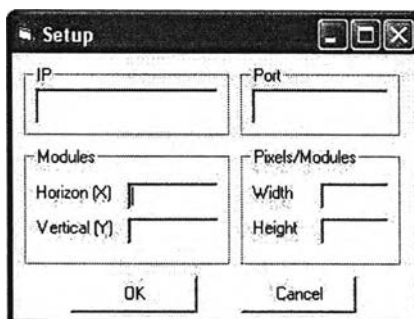 Setup
IP Port
Modules Pixels/Modules
Horizon (X) Width
Vertical (Y) Height
OK Cancel